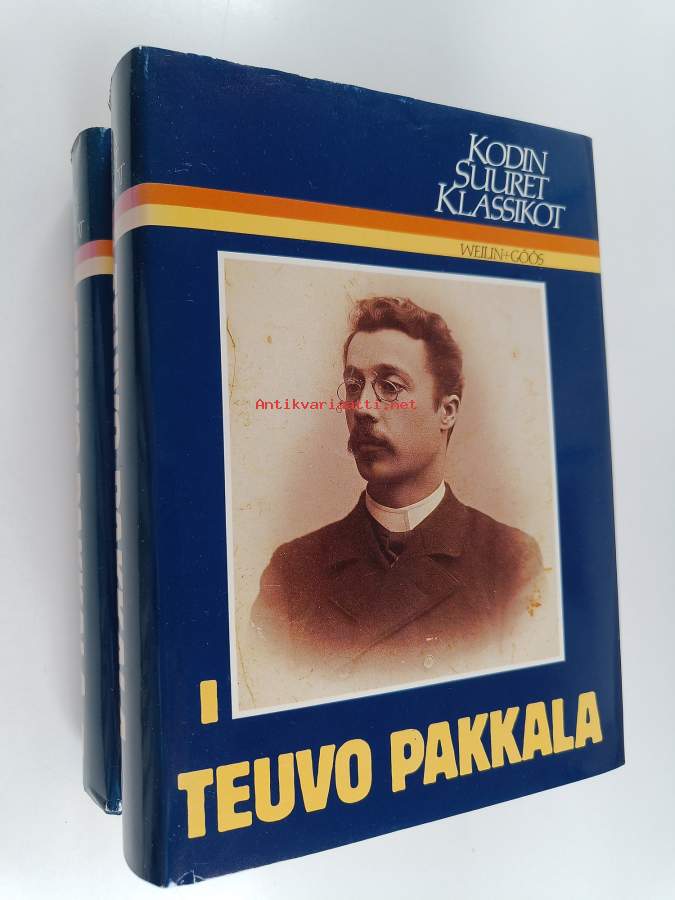 KODIN
SUURET
KLASSIKOT
WEILIN+GÖÖS
Antikvariaatti.net
I
TEUVO PAKKALA